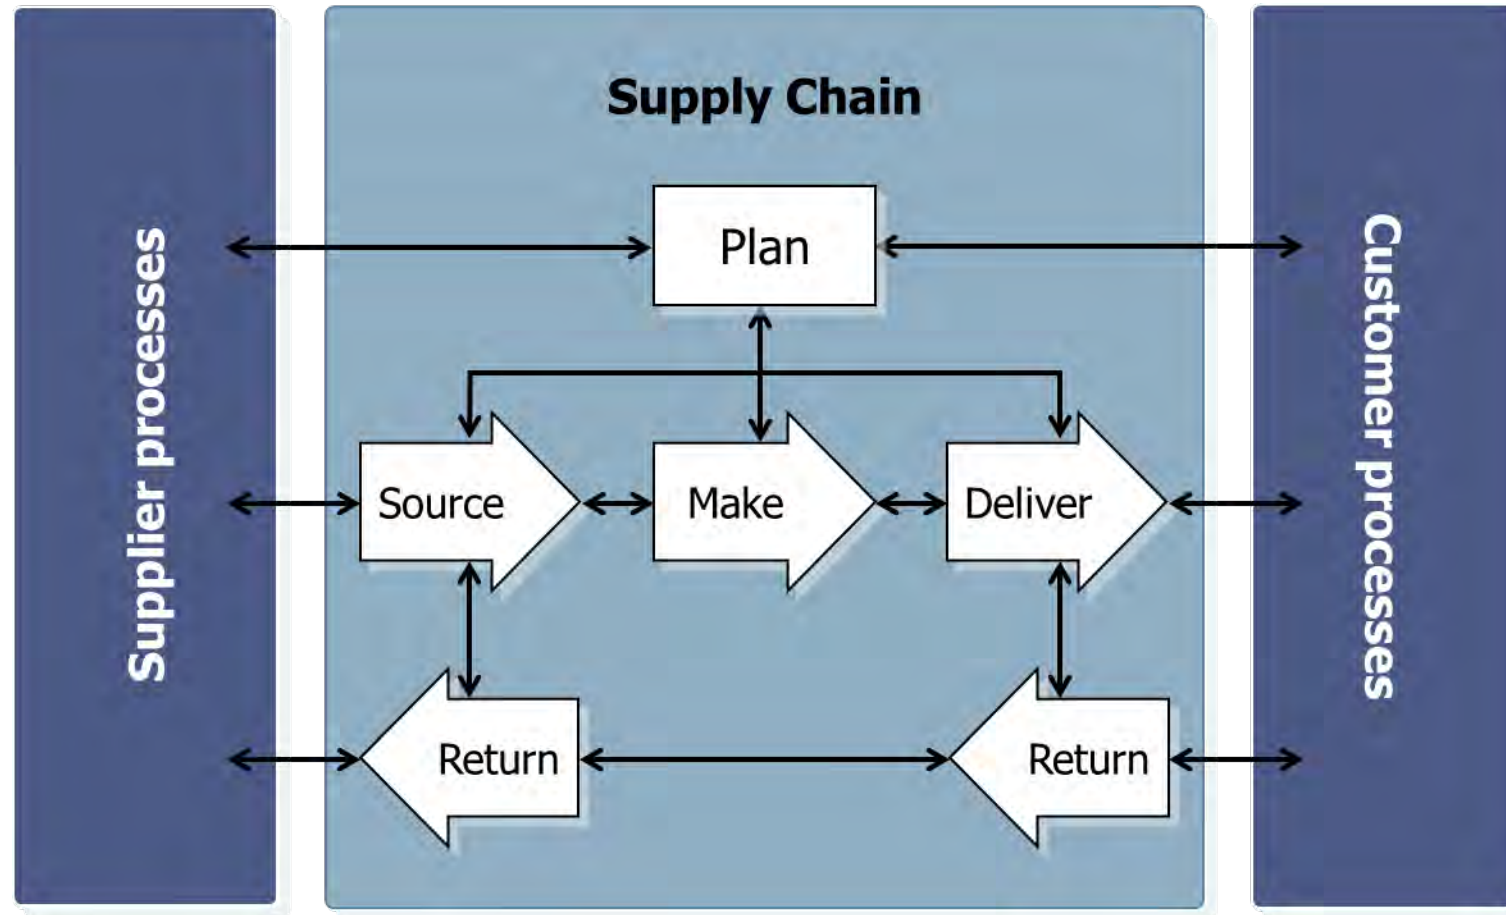 Supply Chain
Supplier processes
Plan
Customer processes
Source
Make
Deliver
Return
Return